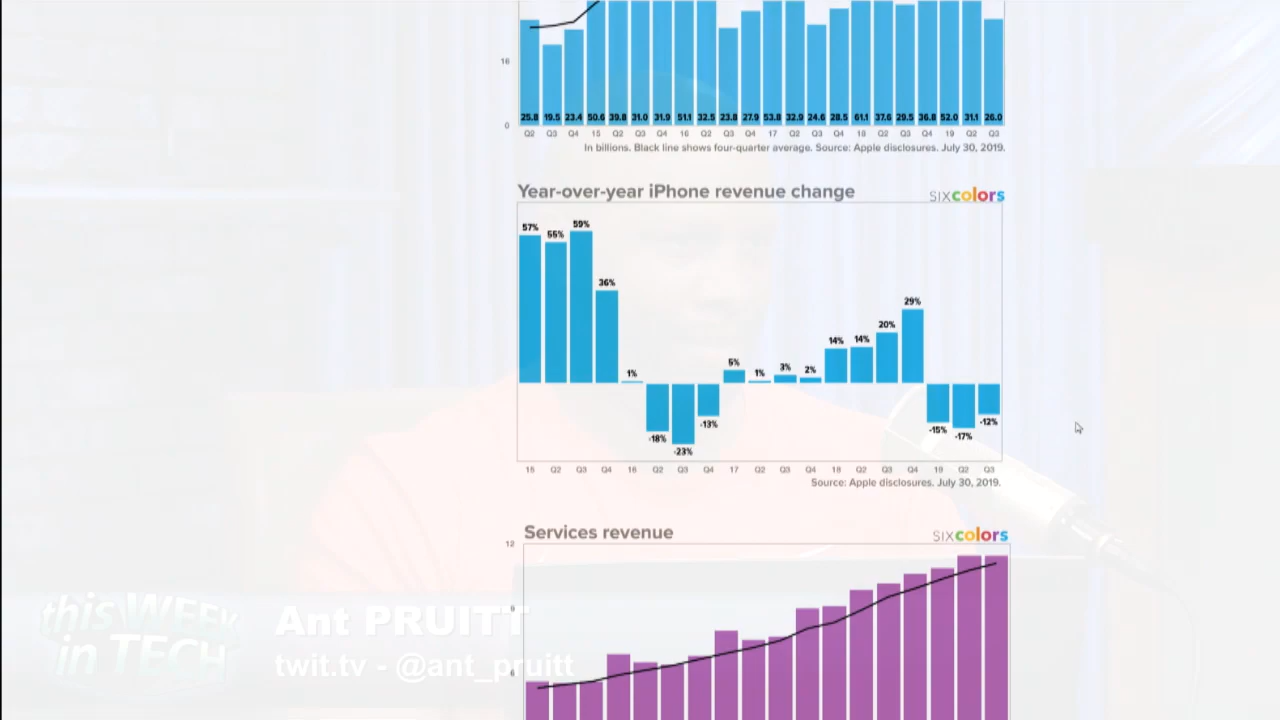 16
25.8 19.5 23.4 50.6 39.8 31.0 31.9 51.1 32.5 23.8 27.9 53.8 32.9 24.6 28.5 61.1 37.6 29.5 36.8 52.0 31.1 26.0
0
Q2 Q3 Q4 15 Q2 Q3 Q4 16 Q2 Q3 Q4 17 Q2 Q3 Q4 18 Q2 Q3 Q4 19 Q2 Q3
In billions. Black line shows four-quarter average. Source: Apple disclosures. July 30, 2019.
Year-over-year iPhone revenue change
SIXcolors
57% 55% 59% 36% 1% -18% -23% -13% 5% 1% 3% 2% 14% 14% 20% 29% -15% -17% -12%
15 Q2 Q3 Q4 16 Q2 Q3 Q4 17 Q2 Q3 Q4 18 Q2 Q3 Q4 19 Q2 Q3
Source: Apple disclosures. July 30, 2019.
Services revenue
SIXcolors
12
9
6
this WEEK
in TECH
Ant PRUITT
twit.tv - @ant_pruitt